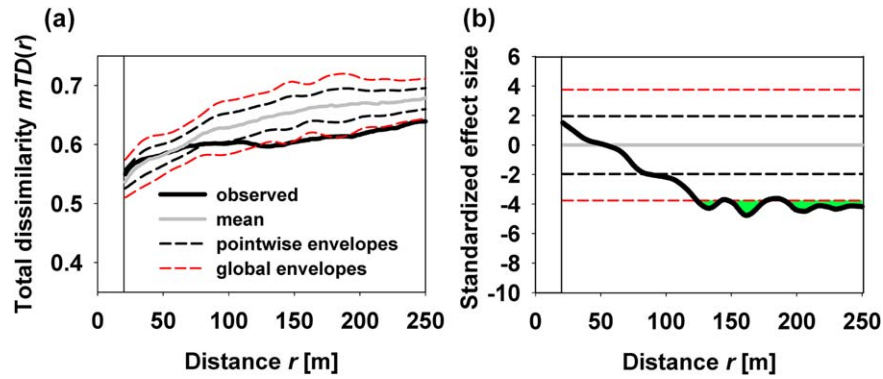 (a)
Total dissimilarity mTD(r)
0.7
0.6
0.5
0.4
observed
mean
pointwise envelopes
global envelopes
0 50 100 150 200 250
Distance r [m]
(b)
Standardized effect size
6
4
2
0
-2
-4
-6
-8
-10
0 50 100 150 200 250
Distance r [m]